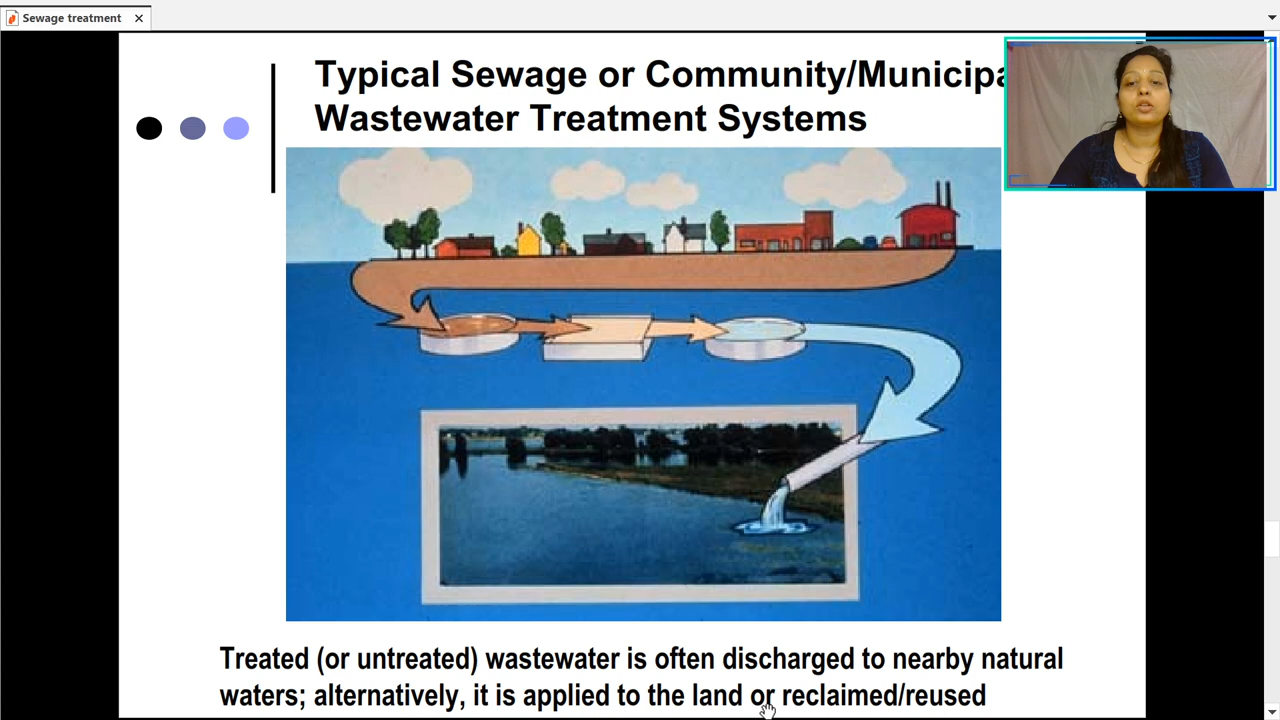 Sewage treatment
Typical Sewage or Community/Municipa
Wastewater Treatment Systems
Treated (or untreated) wastewater is often discharged to nearby natural
waters; alternatively, it is applied to the land or reclaimed/reused